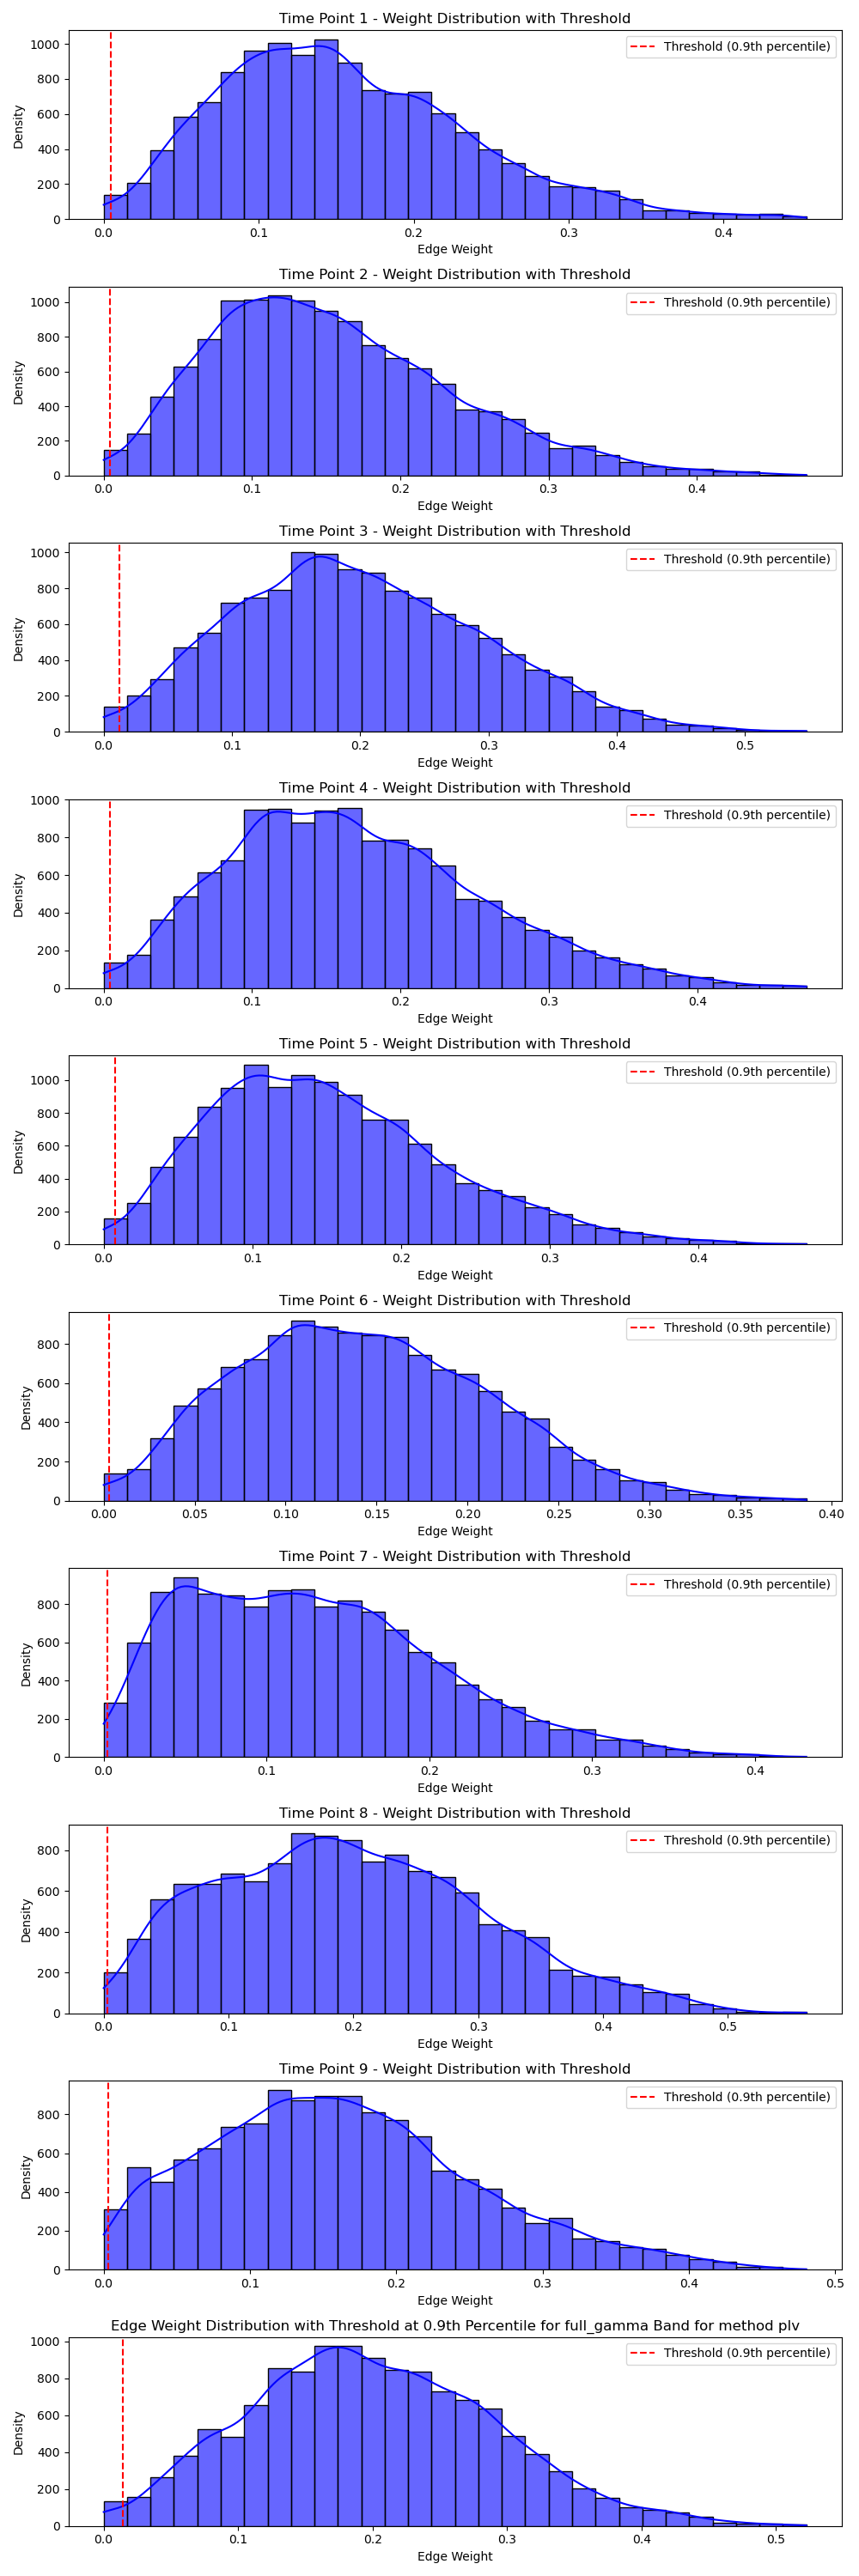 Time Point 1 - Weight Distribution with Threshold
Threshold (0.9th percentile)
Density
1000
800
600
400
200
0
0.0 0.1 0.2 0.3 0.4
Edge Weight
Time Point 2 - Weight Distribution with Threshold
Threshold (0.9th percentile)
Density
1000
800
600
400
200
0
0.0 0.1 0.2 0.3 0.4
Edge Weight
Time Point 3 - Weight Distribution with Threshold
Threshold (0.9th percentile)
Density
1000
800
600
400
200
0
0.0 0.1 0.2 0.3 0.4 0.5
Edge Weight
Time Point 4 - Weight Distribution with Threshold
Threshold (0.9th percentile)
Density
1000
800
600
400
200
0
0.0 0.1 0.2 0.3 0.4
Edge Weight
Time Point 5 - Weight Distribution with Threshold
Threshold (0.9th percentile)
Density
1000
800
600
400
200
0
0.0 0.1 0.2 0.3 0.4
Edge Weight
Time Point 6 - Weight Distribution with Threshold
Threshold (0.9th percentile)
Density
800
600
400
200
0
0.00 0.05 0.10 0.15 0.20 0.25 0.30 0.35 0.40
Edge Weight
Time Point 7 - Weight Distribution with Threshold
Threshold (0.9th percentile)
Density
800
600
400
200
0
0.0 0.1 0.2 0.3 0.4
Edge Weight
Time Point 8 - Weight Distribution with Threshold
Threshold (0.9th percentile)
Density
800
600
400
200
0
0.0 0.1 0.2 0.3 0.4 0.5
Edge Weight
Time Point 9 - Weight Distribution with Threshold
Threshold (0.9th percentile)
Density
800
600
400
200
0
0.0 0.1 0.2 0.3 0.4 0.5
Edge Weight
Edge Weight Distribution with Threshold at 0.9th Percentile for full_gamma Band for method plv
Threshold (0.9th percentile)
Density
1000
800
600
400
200
0
0.0 0.1 0.2 0.3 0.4 0.5
Edge Weight